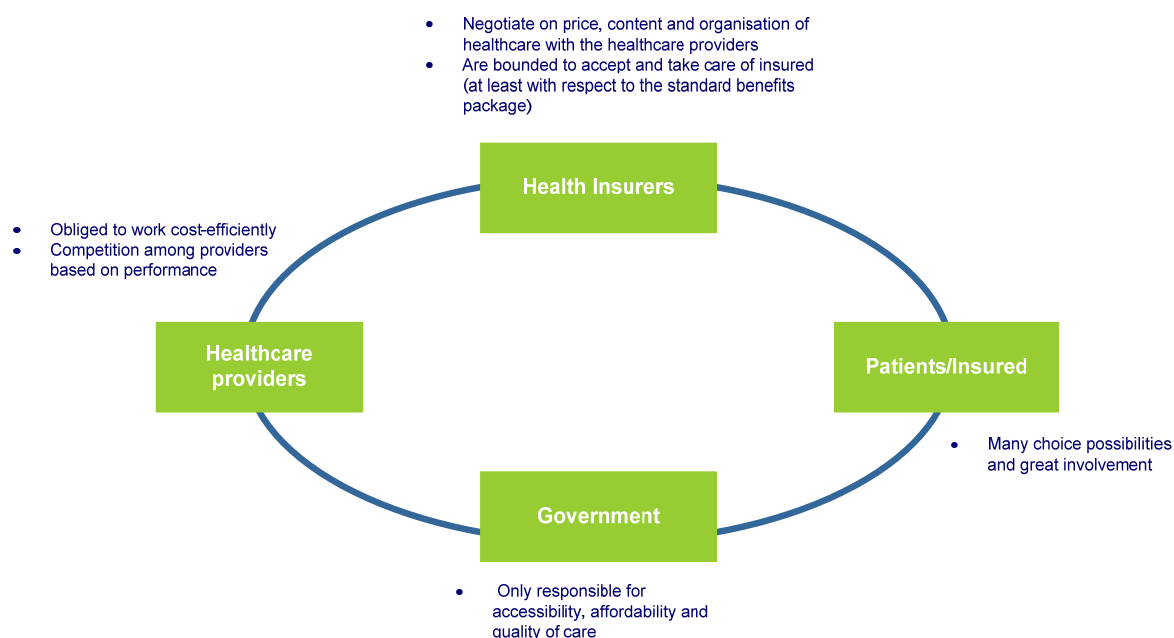 • Negotiate on price, content and organisation of
healthcare with the healthcare providers
• Are bounded to accept and take care of insured
(at least with respect to the standard benefits
package)
Health Insurers
• Obliged to work cost-efficiently
• Competition among providers
based on performance
Healthcare
providers
Patients/Insured
• Many choice possibilities
and great involvement
Government
• Only responsible for
accessibility, affordability and
quality of care